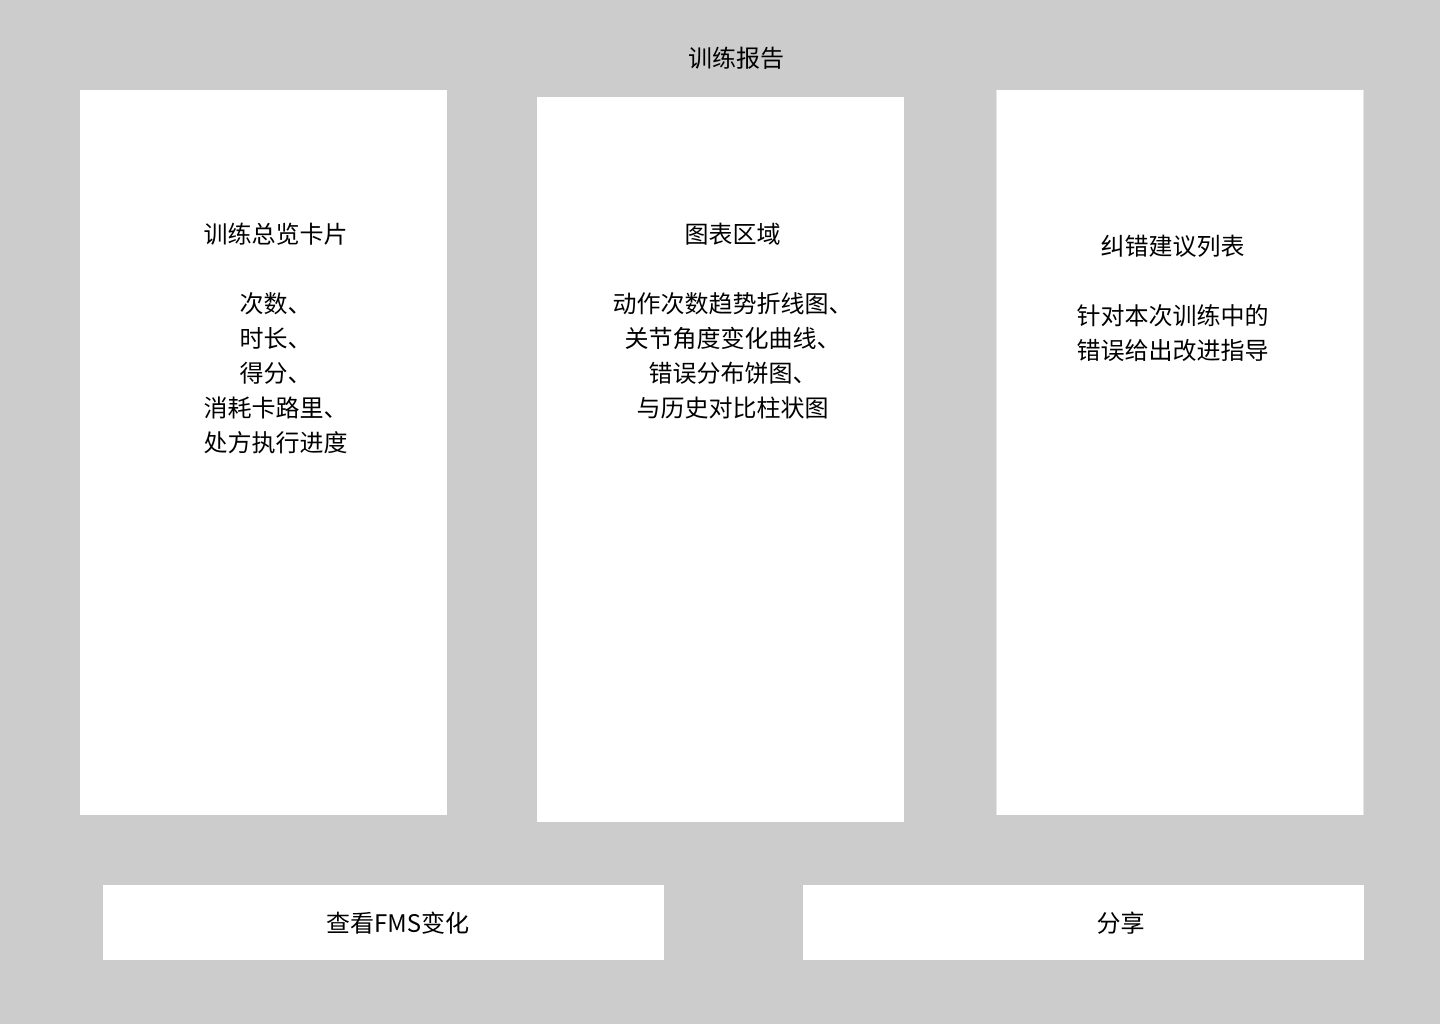 训练报告
训练总览卡片
次数、
时长、
得分、
消耗卡路里、
处方执行进度
图表区域
动作次数趋势折线图、
关节角度变化曲线、
错误分布饼图、
与历史对比柱状图
纠错建议列表
针对本次训练中的
错误给出改进指导
查看FMS变化
分享